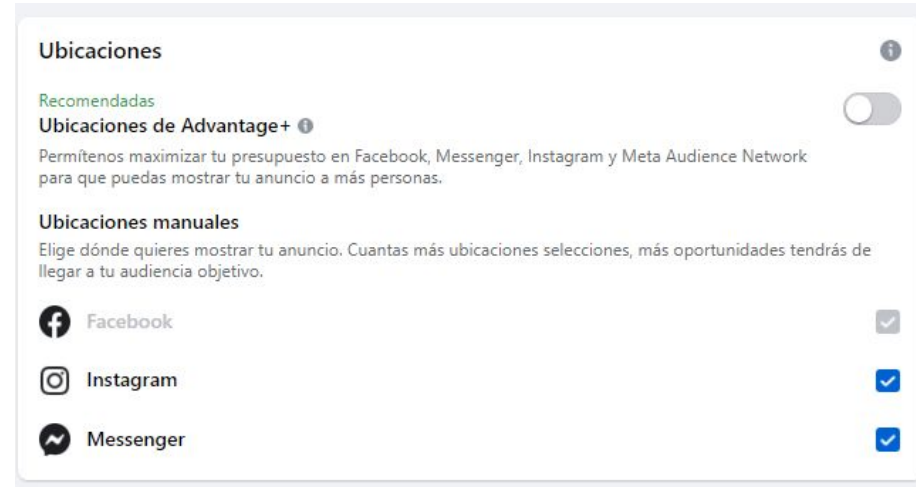 Ubicaciones
Recomendadas
Ubicaciones de Advantage+
Permítenos maximizar tu presupuesto en Facebook, Messenger, Instagram y Meta Audience Network
para que puedas mostrar tu anuncio a más personas.
Ubicaciones manuales
Elige dónde quieres mostrar tu anuncio. Cuantas más ubicaciones selecciones, más oportunidades tendrás de
llegar a tu audiencia objetivo.
Facebook
Instagram
Messenger